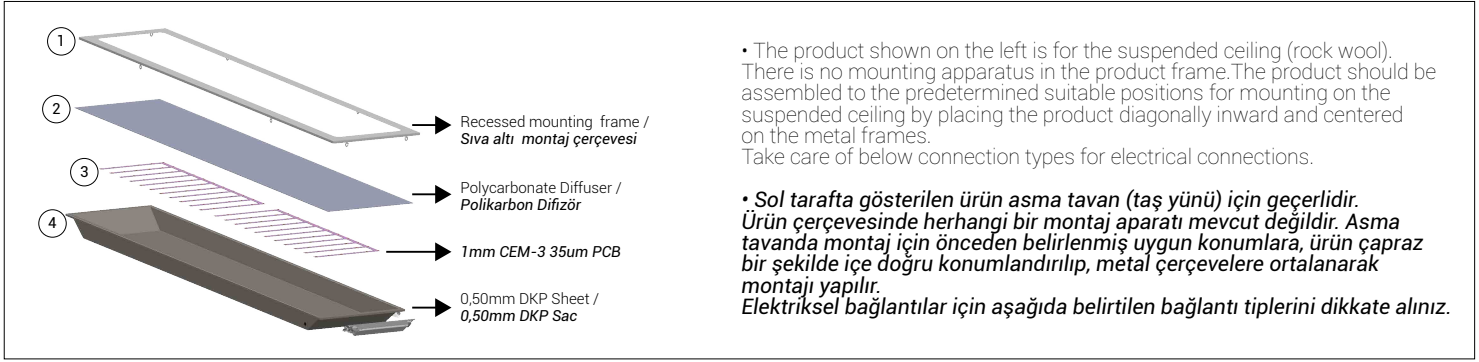 1
2
3
4
Recessed mounting frame /
Sıva altı montaj çerçevesi
Polycarbonate Diffuser /
Polikarbon Difizör
1mm CEM-3 35um PCB
0,50mm DKP Sheet /
0,50mm DKP Sac
• The product shown on the left is for the suspended ceiling (rock wool).
There is no mounting apparatus in the product frame.The product should be
assembled to the predetermined suitable positions for mounting on the
suspended ceiling by placing the product diagonally inward and centered
on the metal frames.
Take care of below connection types for electrical connections.
• Sol tarafta gösterilen ürün asma tavan (taş yünü) için geçerlidir.
Ürün çerçevesinde herhangi bir montaj aparatı mevcut değildir. Asma
tavanda montaj için önceden belirlenmiş uygun konumlara, ürün çapraz
bir şekilde içe doğru konumlandırılıp, metal çerçevelere ortalanarak
montajı yapılır.
Elektriksel bağlantılar için aşağıda belirtilen bağlantı tiplerini dikkate alınız.